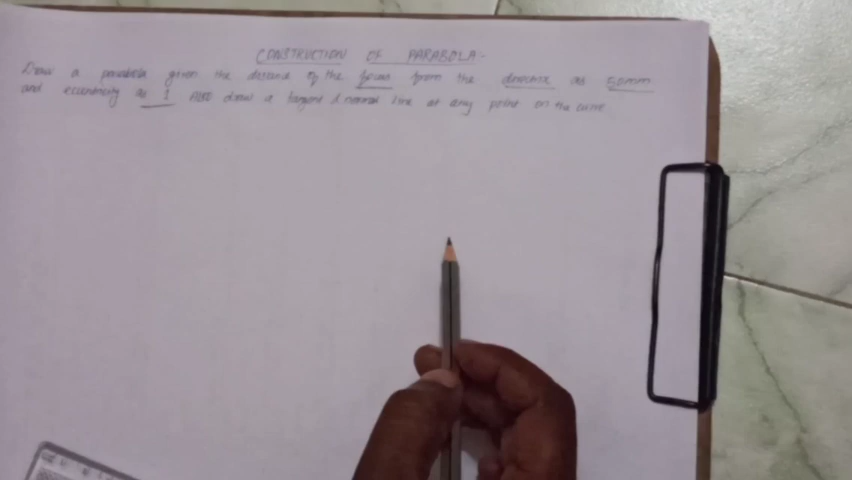 CONSTRUCTION OF PARABOLA:-
Draw a parabola given the distance of the focus from the directrix as 50mm
and eccentricity as 1 Also draw a tangent & normal line at any point on the curve